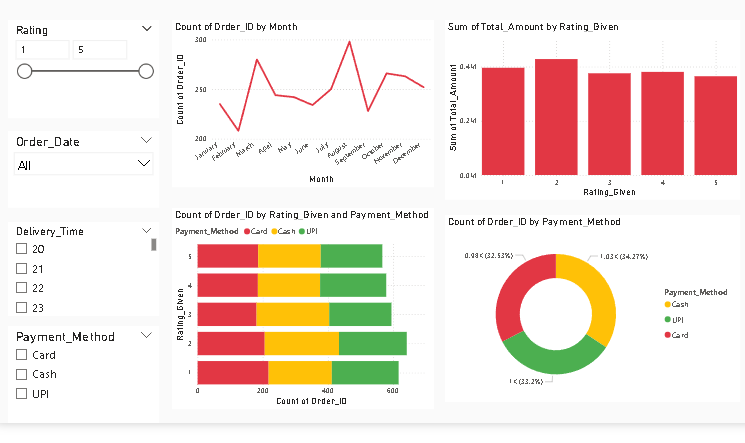 Rating
1
5
Order_Date
All
Delivery_Time
20
21
22
23
Payment_Method
Card
Cash
UPI
Count of Order_ID by Month
Count of Order_ID
300
250
200
January
February
March
April
May
June
July
August
September
October
November
December
Month
Sum of Total_Amount by Rating_Given
Sum of Total_Amount
0.4M
0.2M
0.0M
1
2
3
4
5
Rating_Given
Count of Order_ID by Rating_Given and Payment_Method
Payment_Method Card Cash UPI
Rating_Given
5
4
3
2
1
0
200
400
600
Count of Order_ID
Count of Order_ID by Payment_Method
0.98K (32.53%)
1.03K (34.27%)
1K (33.2%)
Payment_Method
Cash
UPI
Card